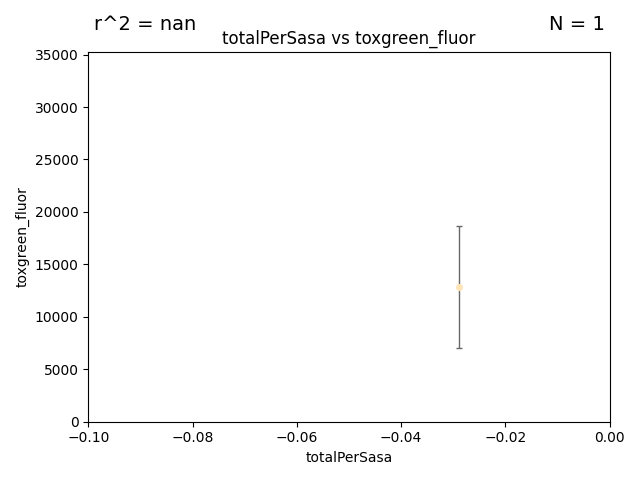 r^2 = nan
N = 1
totalPerSasa vs toxgreen_fluor
35000
30000
25000
20000
15000
10000
5000
0
toxgreen_fluor
−0.10
−0.08
−0.06
−0.04
−0.02
0.00
totalPerSasa